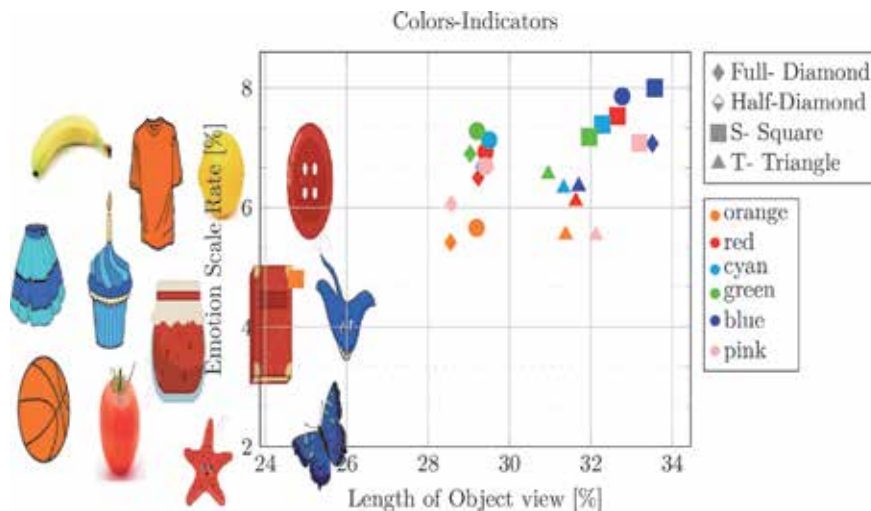 Colors-Indicators
Emotion Scale Rate [%]
8
6
4
2
24
26
28
30
32
34
Length of Object view [%]
Full- Diamond
Half-Diamond
S- Square
T- Triangle
orange
red
cyan
green
blue
pink